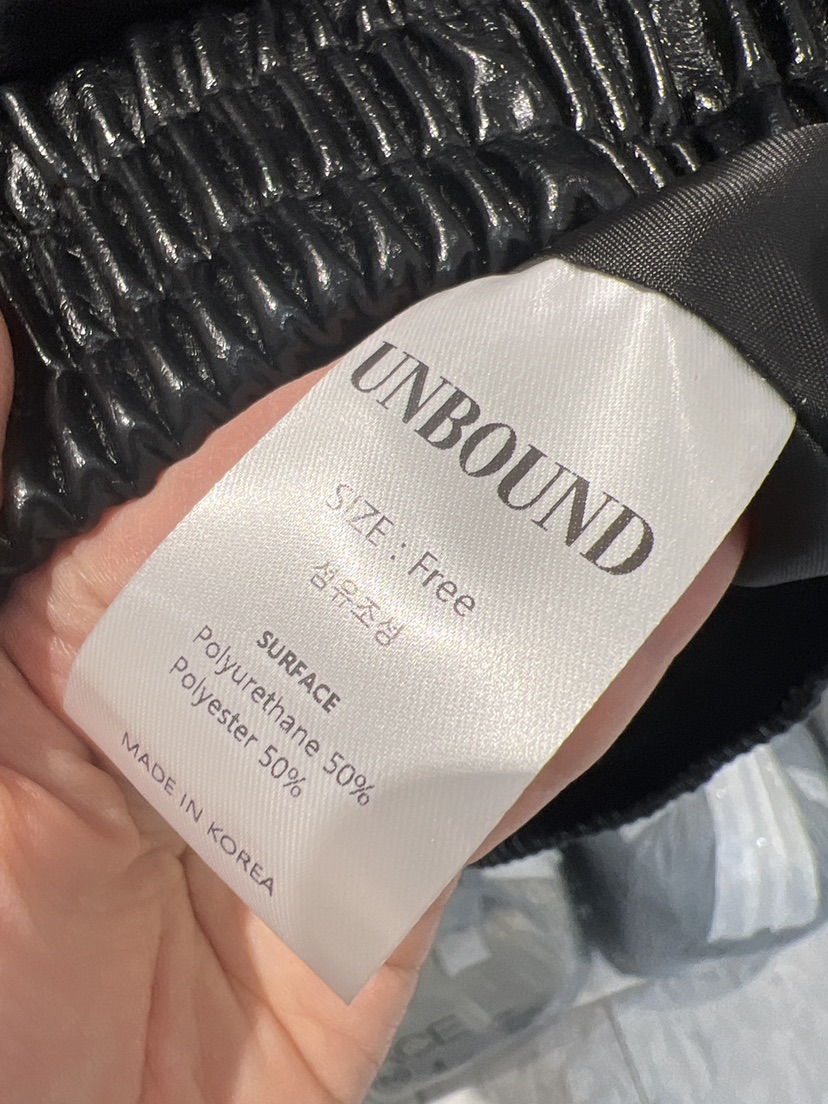 UNBOUND
SIZE : Free
섬유조성
SURFACE
Polyurethane 50%
Polyester 50%
MADE IN KOREA